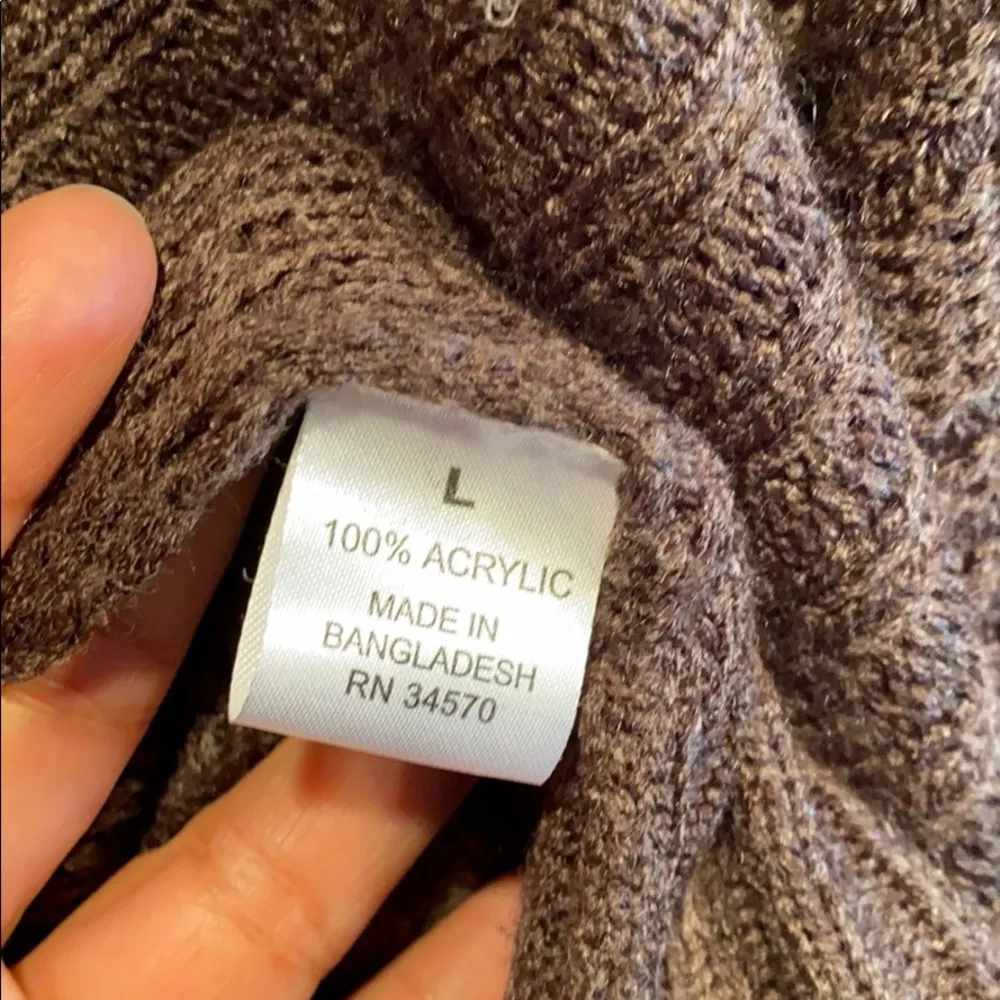 L
100% ACRYLIC
MADE IN
BANGLADESH
RN 34570